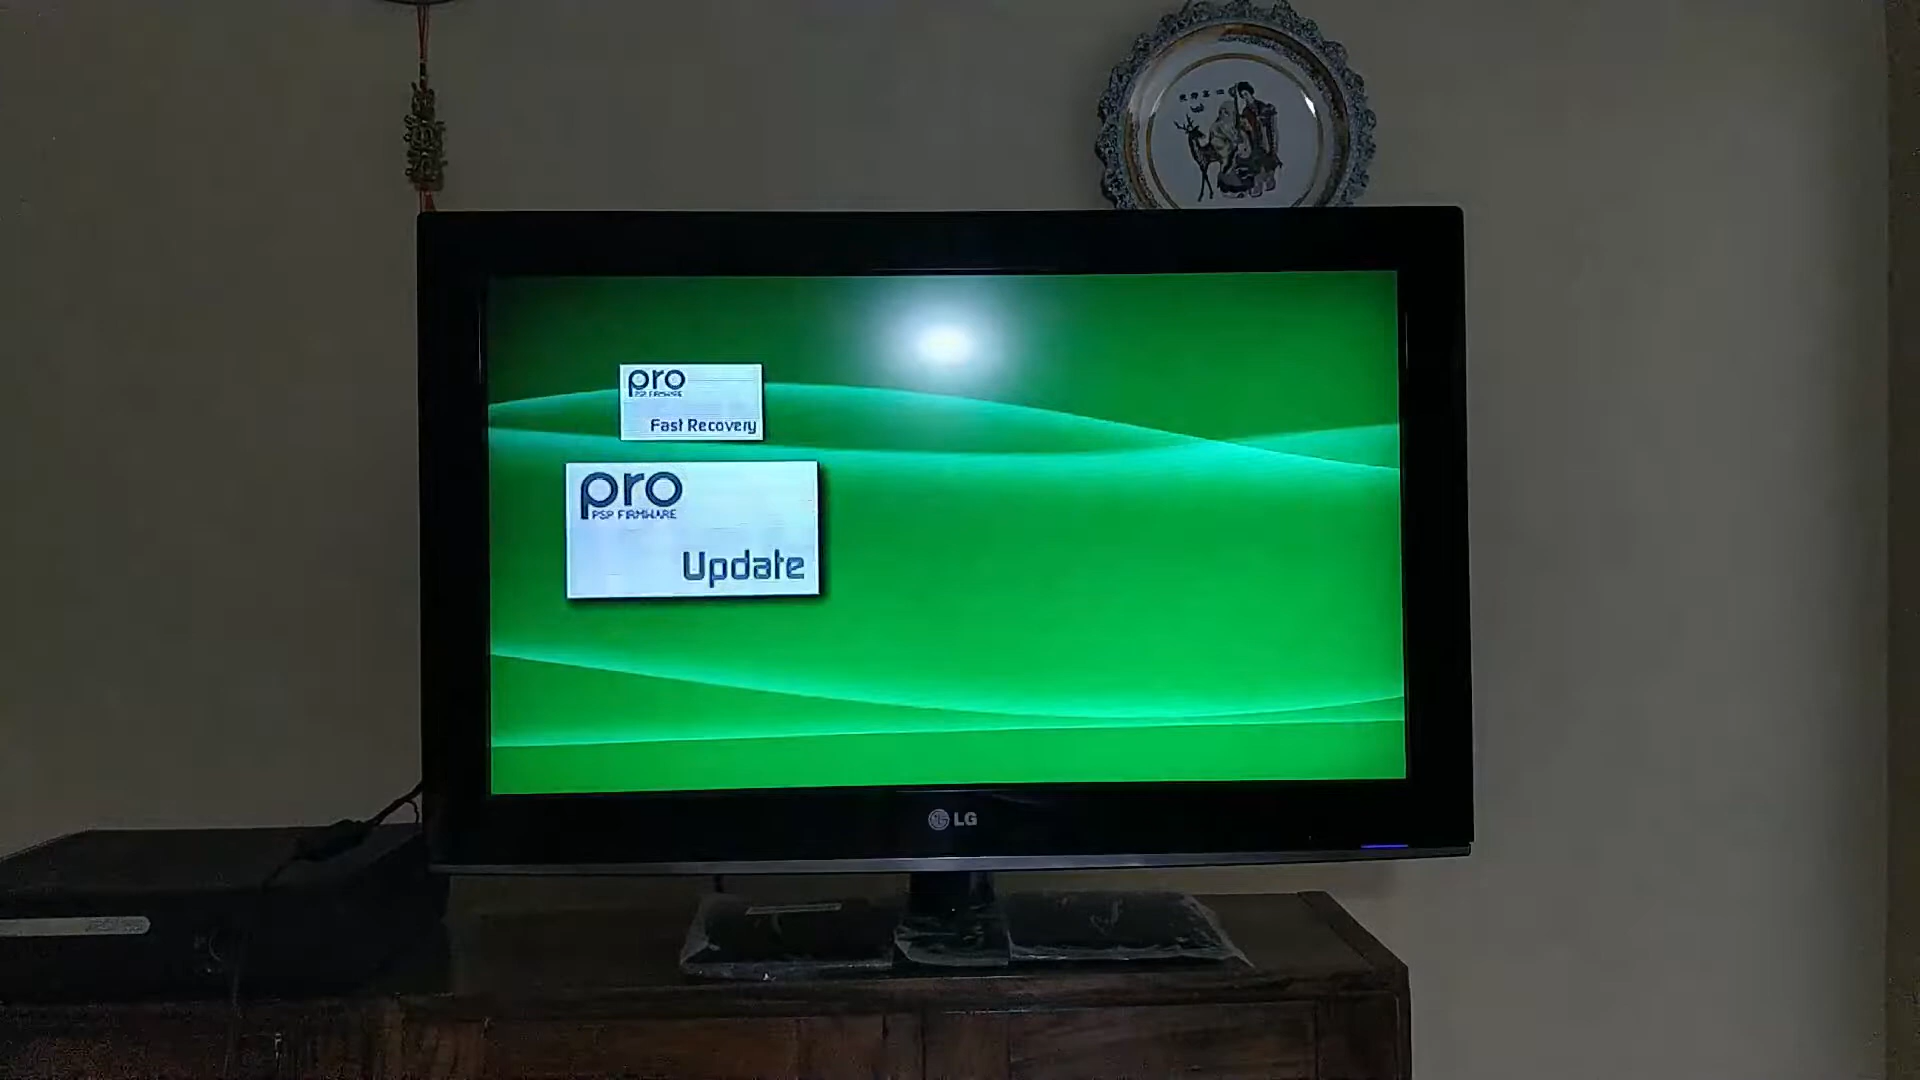 pro
PSP FIRMWARE
Fast Recovery
pro
PSP FIRMWARE
Update
LG